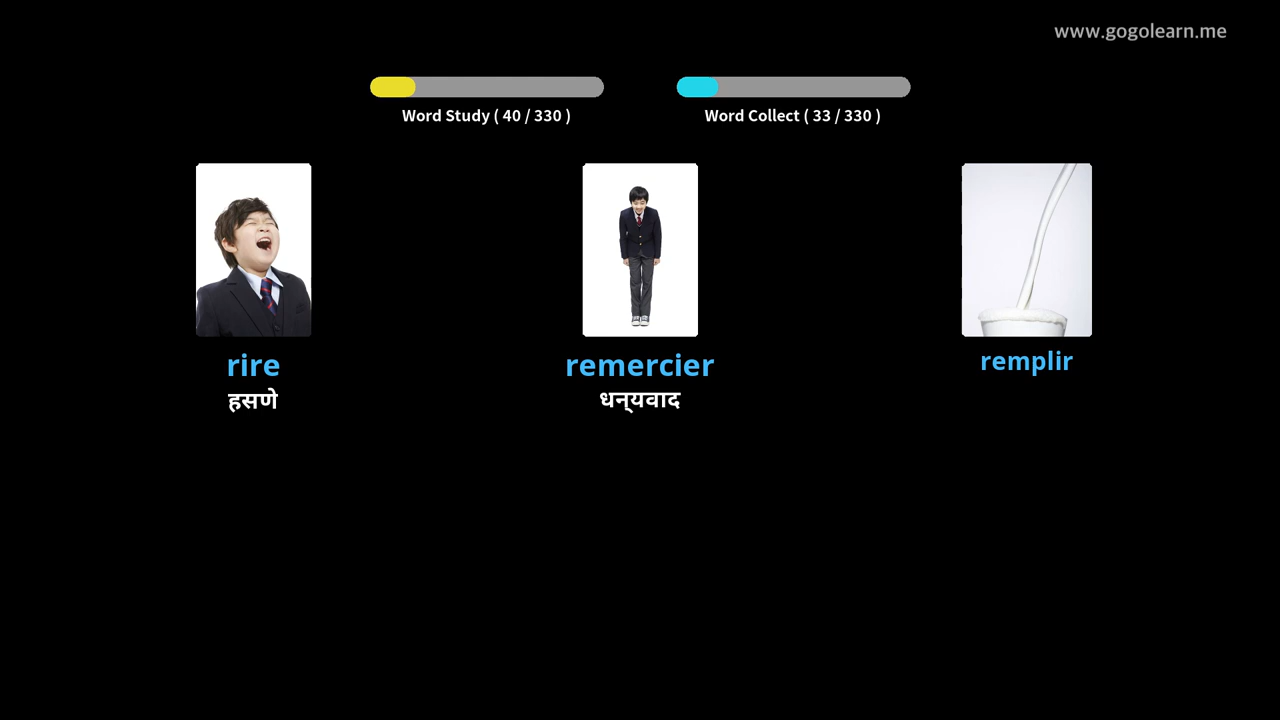 www.gogolearn.me
Word Study ( 40 / 330 )
Word Collect ( 33 / 330 )
rire
हसणे
remercier
धन्‌यवाद
remplir